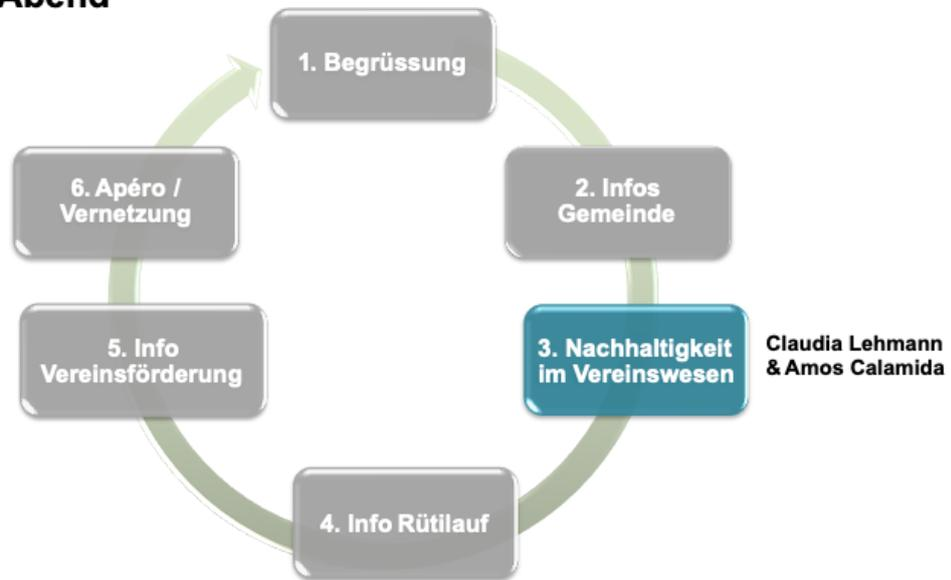 Abend
1. Begrüssung
2. Infos
Gemeinde
3. Nachhaltigkeit
im Vereinswesen
Claudia Lehmann
& Amos Calamida
4. Info Rütilauf
5. Info
Vereinsförderung
6. Apéro /
Vernetzung